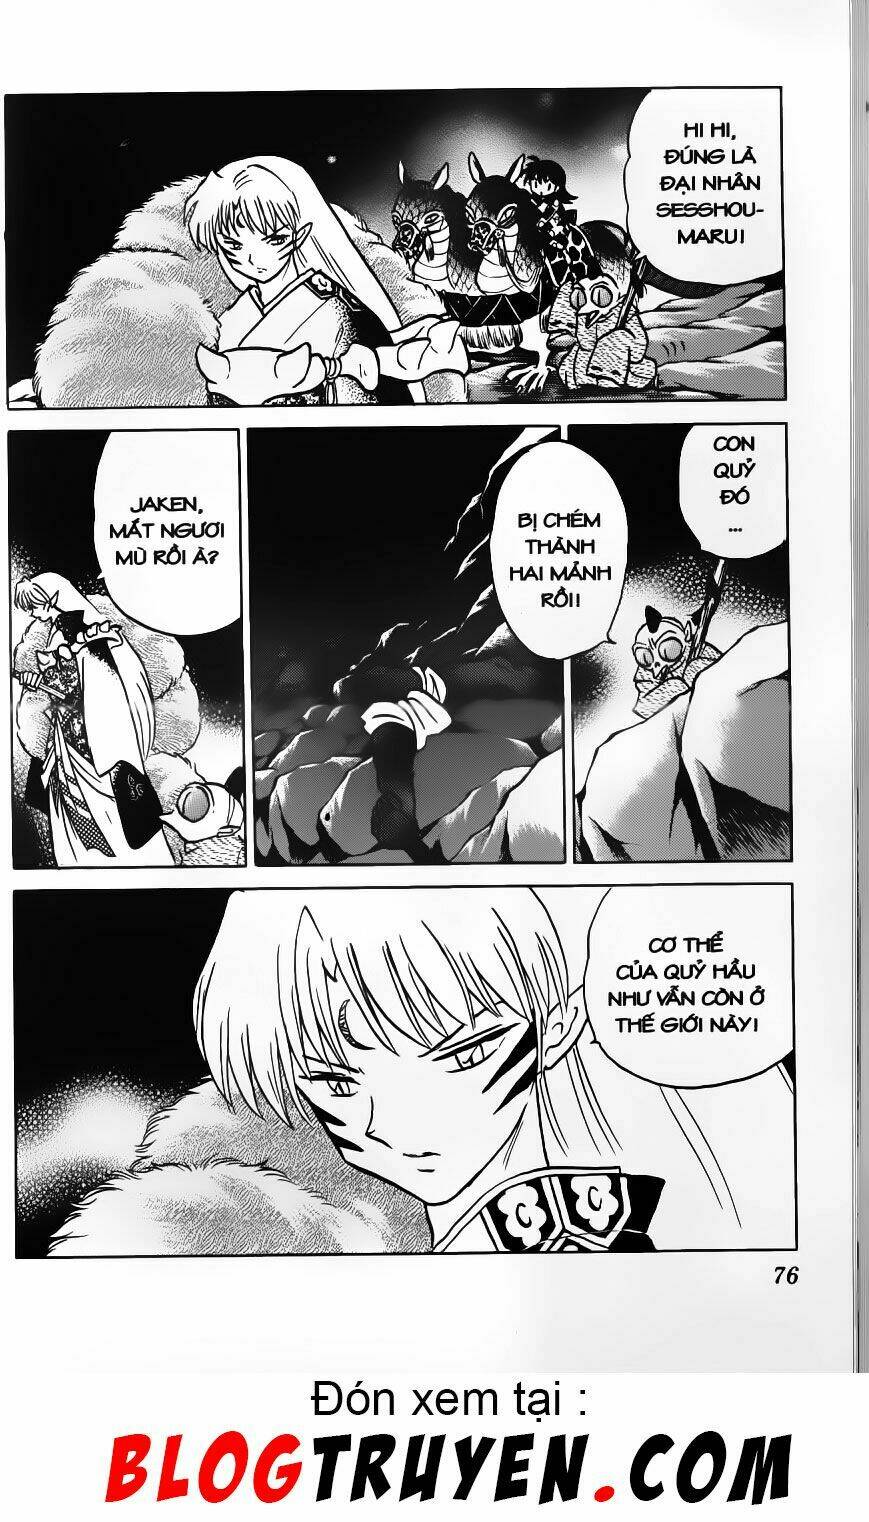 HI HI,
ĐÚNG LÀ
ĐẠI NHÂN
SESSHOU-
MARU!
CON
QUỶ
ĐÓ
...
BỊ CHÉM
THÀNH
HAI MẢNH
RỒI!
JAKEN,
MẮT NGƯƠI
MÙ RỒI À?
CƠ THỂ
CỦA QUỶ HẦU
NHƯ VẪN CÒN Ở
THẾ GIỚI NÀY!
76
Đón xem tại :
BLOGTRUYEN.COM